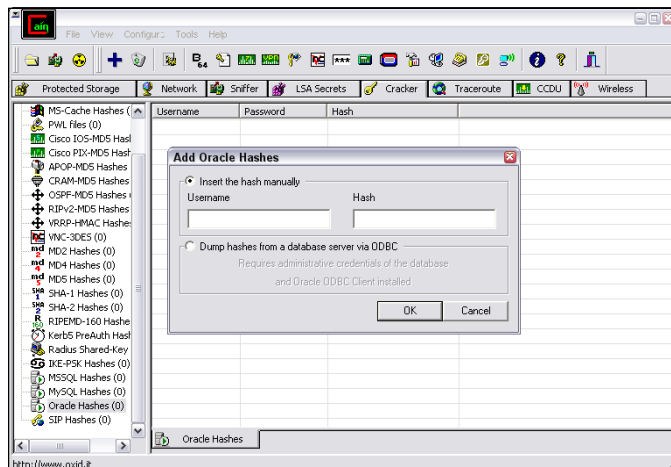 Cain
File View Configure Tools Help
B64
Protected Storage Network Sniffer LSA Secrets Cracker Traceroute CCDU Wireless
MS-Cache Hashes (
PWL files (0)
Cisco IOS-MD5 Hash
Cisco PIX-MD5 Hash
APOP-MD5 Hashes
CRAM-MD5 Hashes
OSPF-MD5 Hashes
RIPv2-MD5 Hashes
VRRP-HMAC Hashes
VNC-3DES (0)
MD2 Hashes (0)
MD4 Hashes (0)
MD5 Hashes (0)
SHA-1 Hashes (0)
SHA-2 Hashes (0)
RIPEMD-160 Hashe
Kerb5 PreAuth Hash
Radius Shared-Key
IKE-PSK Hashes (0)
MSSQL Hashes (0)
MySQL Hashes (0)
Oracle Hashes (0)
SIP Hashes (0)
Username Password Hash
Add Oracle Hashes
Insert the hash manually
Username Hash
Dump hashes from a database server via ODBC
Requires administrative credentials of the database
and Oracle ODBC Client installed
OK Cancel
Oracle Hashes
http://www.oxid.it